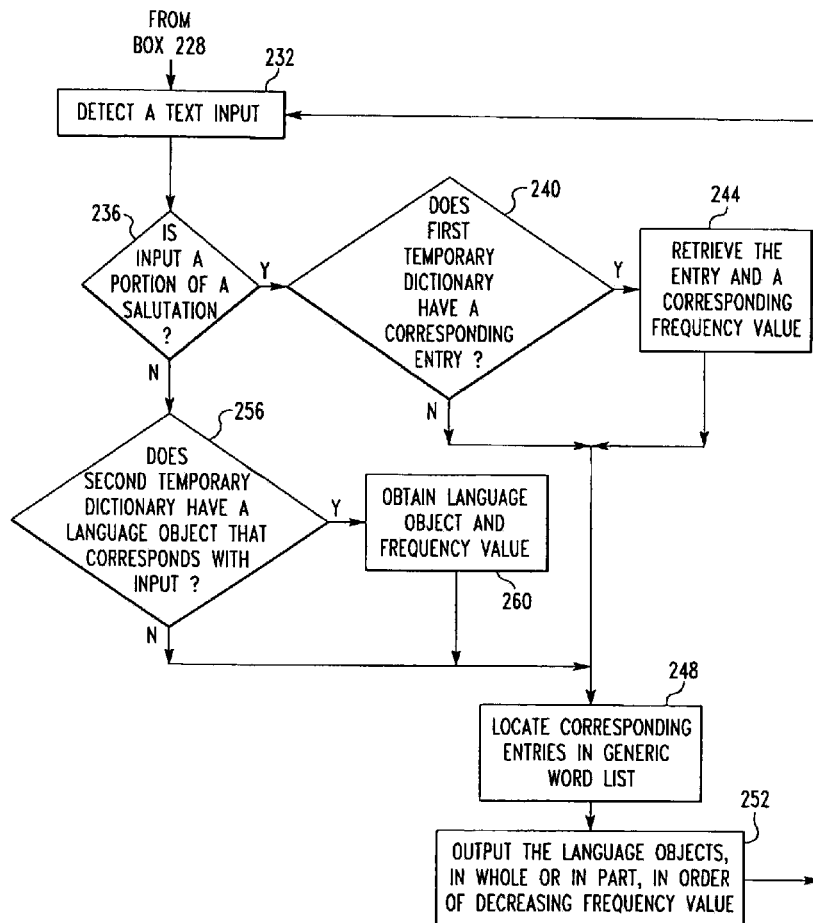 FROM
BOX 228
232
DETECT A TEXT INPUT
236
IS
INPUT A
PORTION OF A
SALUTATION
?
Y
N
240
DOES
FIRST
TEMPORARY
DICTIONARY
HAVE A
CORRESPONDING
ENTRY ?
Y
N
244
RETRIEVE THE
ENTRY AND A
CORRESPONDING
FREQUENCY VALUE
256
DOES
SECOND TEMPORARY
DICTIONARY HAVE A
LANGUAGE OBJECT THAT
CORRESPONDS WITH
INPUT ?
Y
N
OBTAIN LANGUAGE
OBJECT AND
FREQUENCY VALUE
260
248
LOCATE CORRESPONDING
ENTRIES IN GENERIC
WORD LIST
252
OUTPUT THE LANGUAGE OBJECTS,
IN WHOLE OR IN PART, IN ORDER
OF DECREASING FREQUENCY VALUE